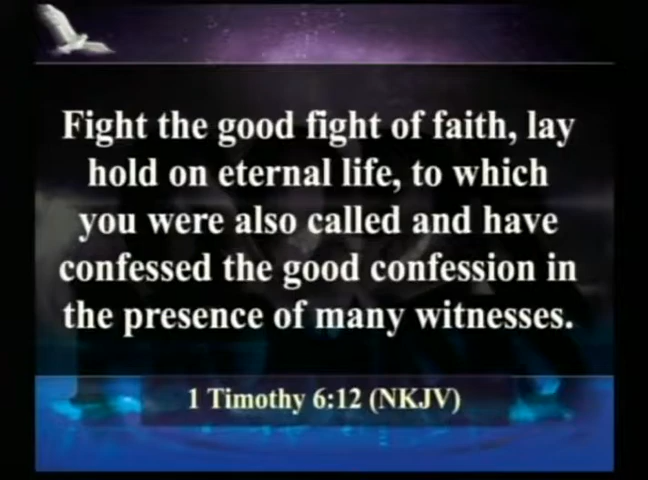 Fight the good fight of faith, lay
hold on eternal life, to which
you were also called and have
confessed the good confession in
the presence of many witnesses.
1 Timothy 6:12 (NKJV)